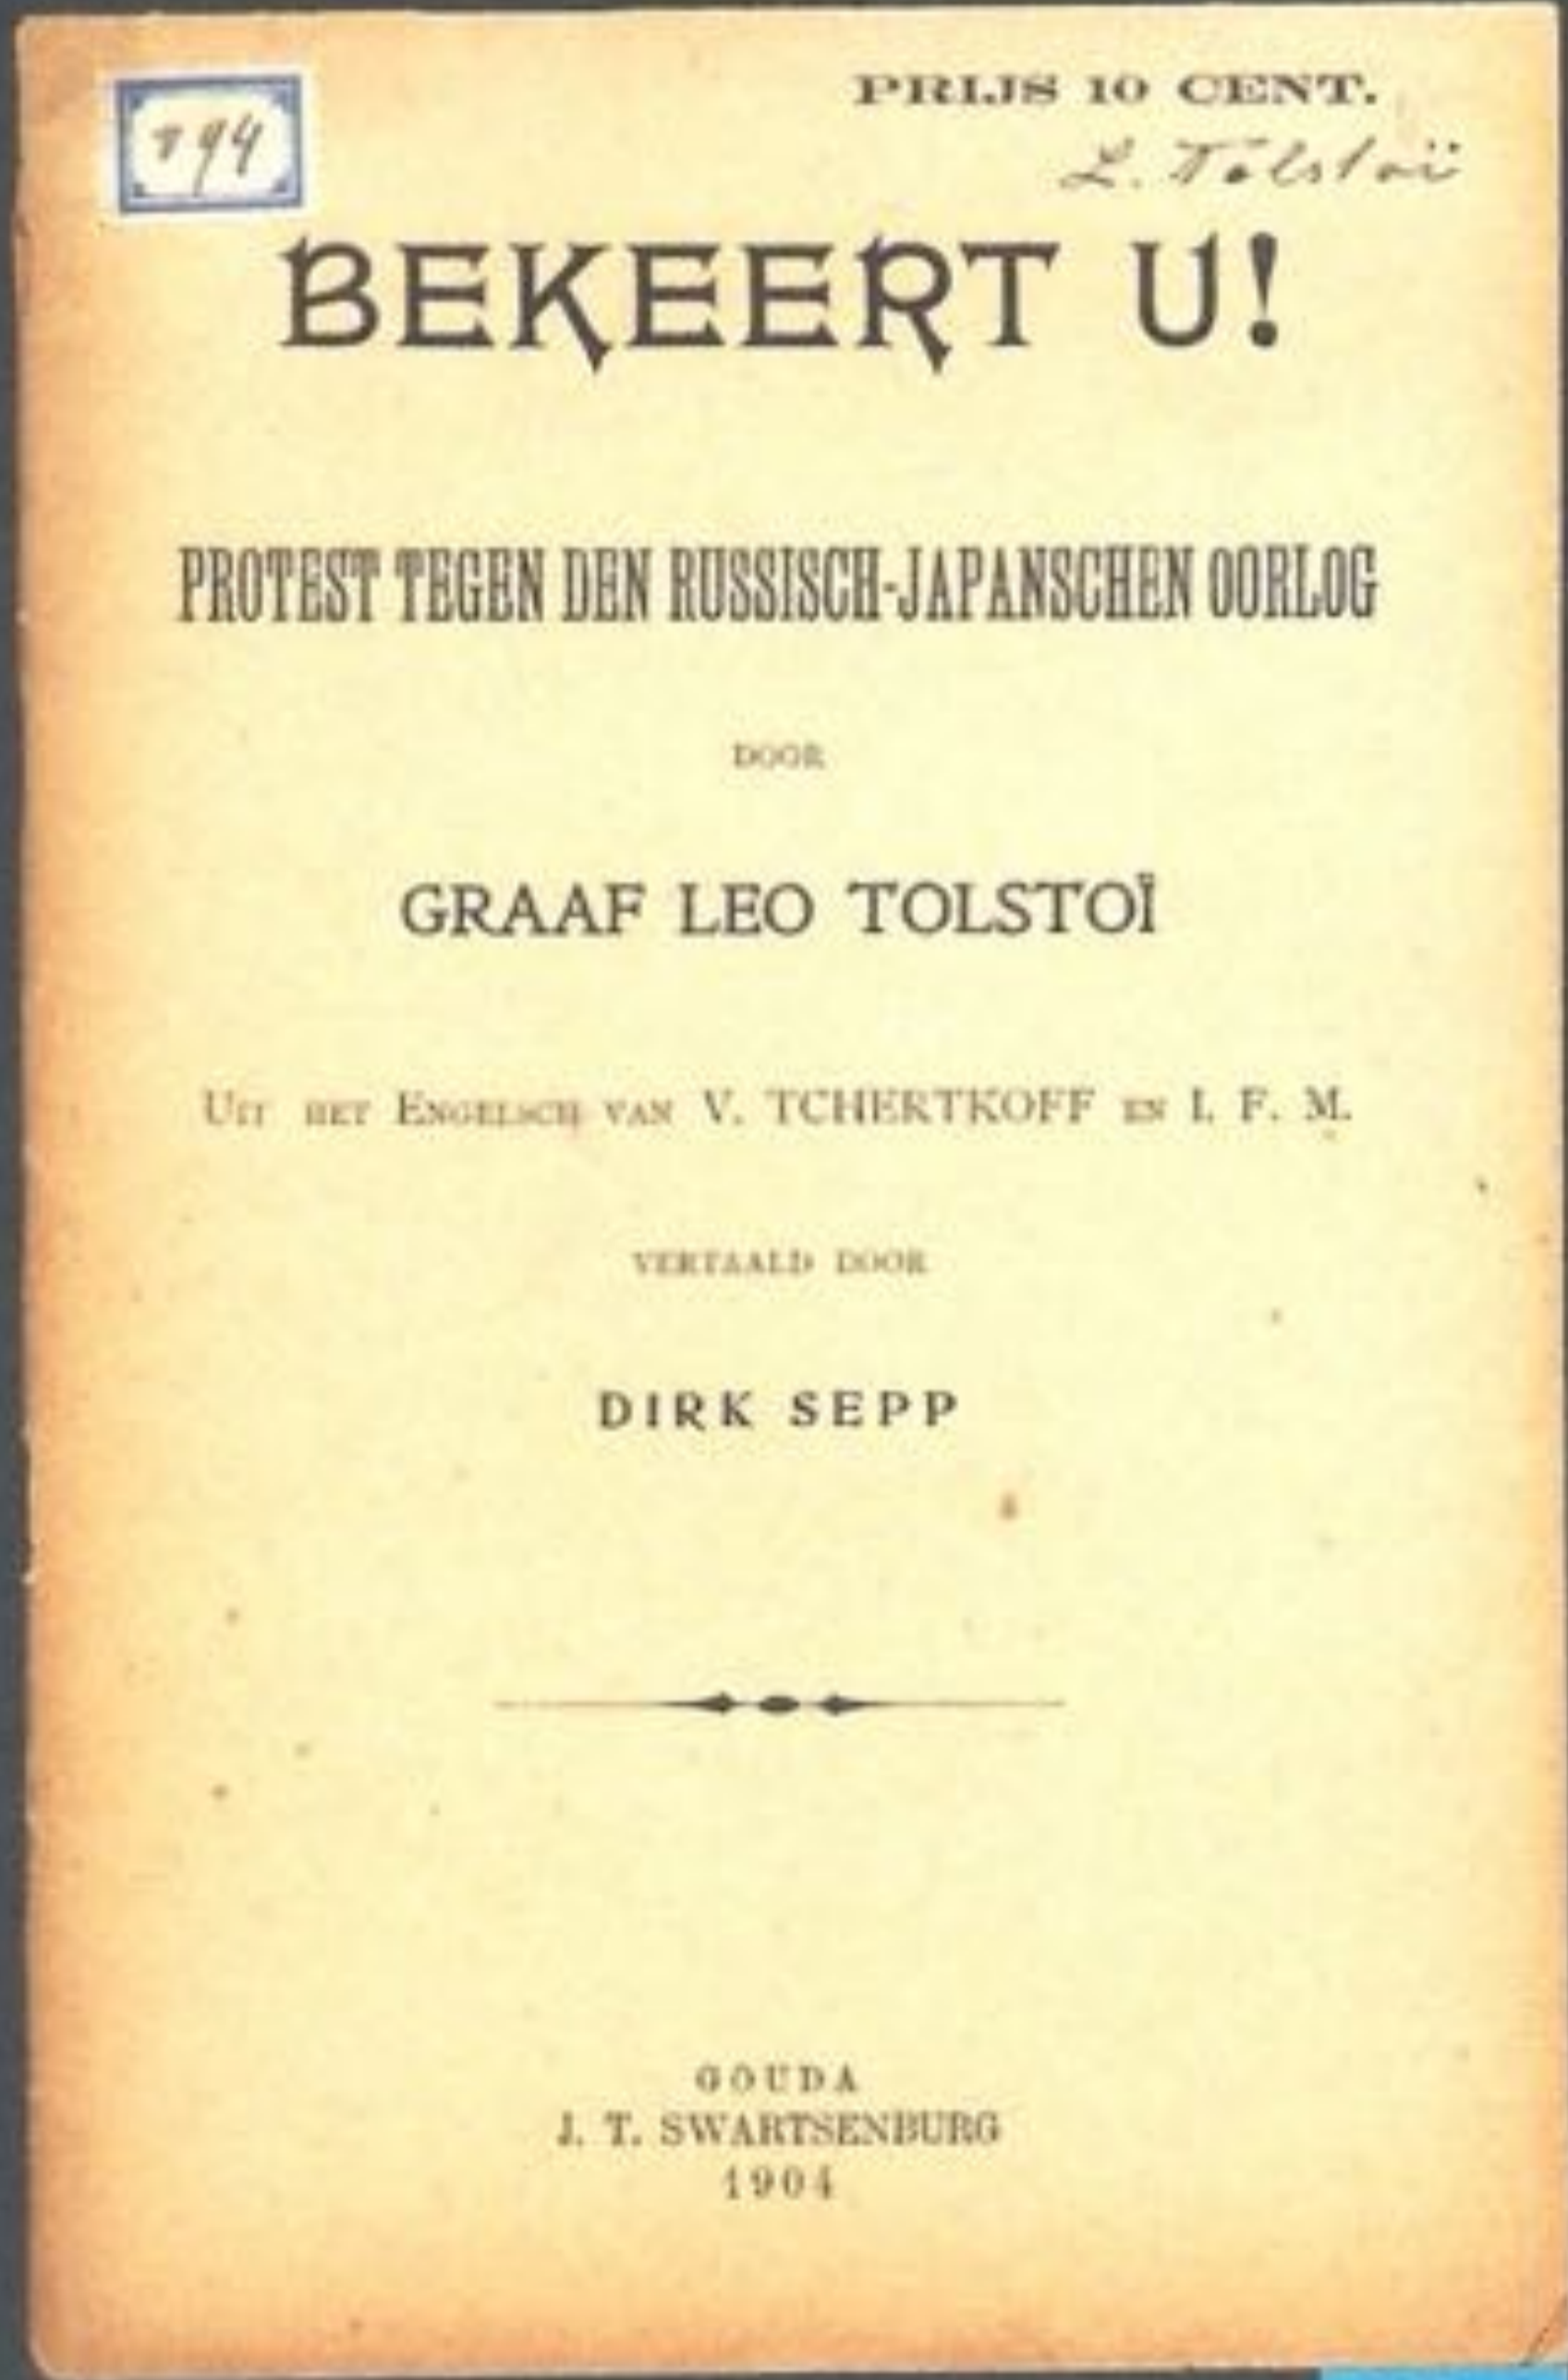 PRIJS 10 CENT.
L. Tolstoï
BEKEERT U!
PROTEST TEGEN DEN RUSSISCH-JAPANSCHEN OORLOG
DOOR
GRAAF LEO TOLSTOÏ
UIT HET ENGELSCH VAN V. TCHERTKOFF EN I. F. M.
VERTAALD DOOR
DIRK SEPP
GOUDA
J. T. SWARTSENBURG
1904